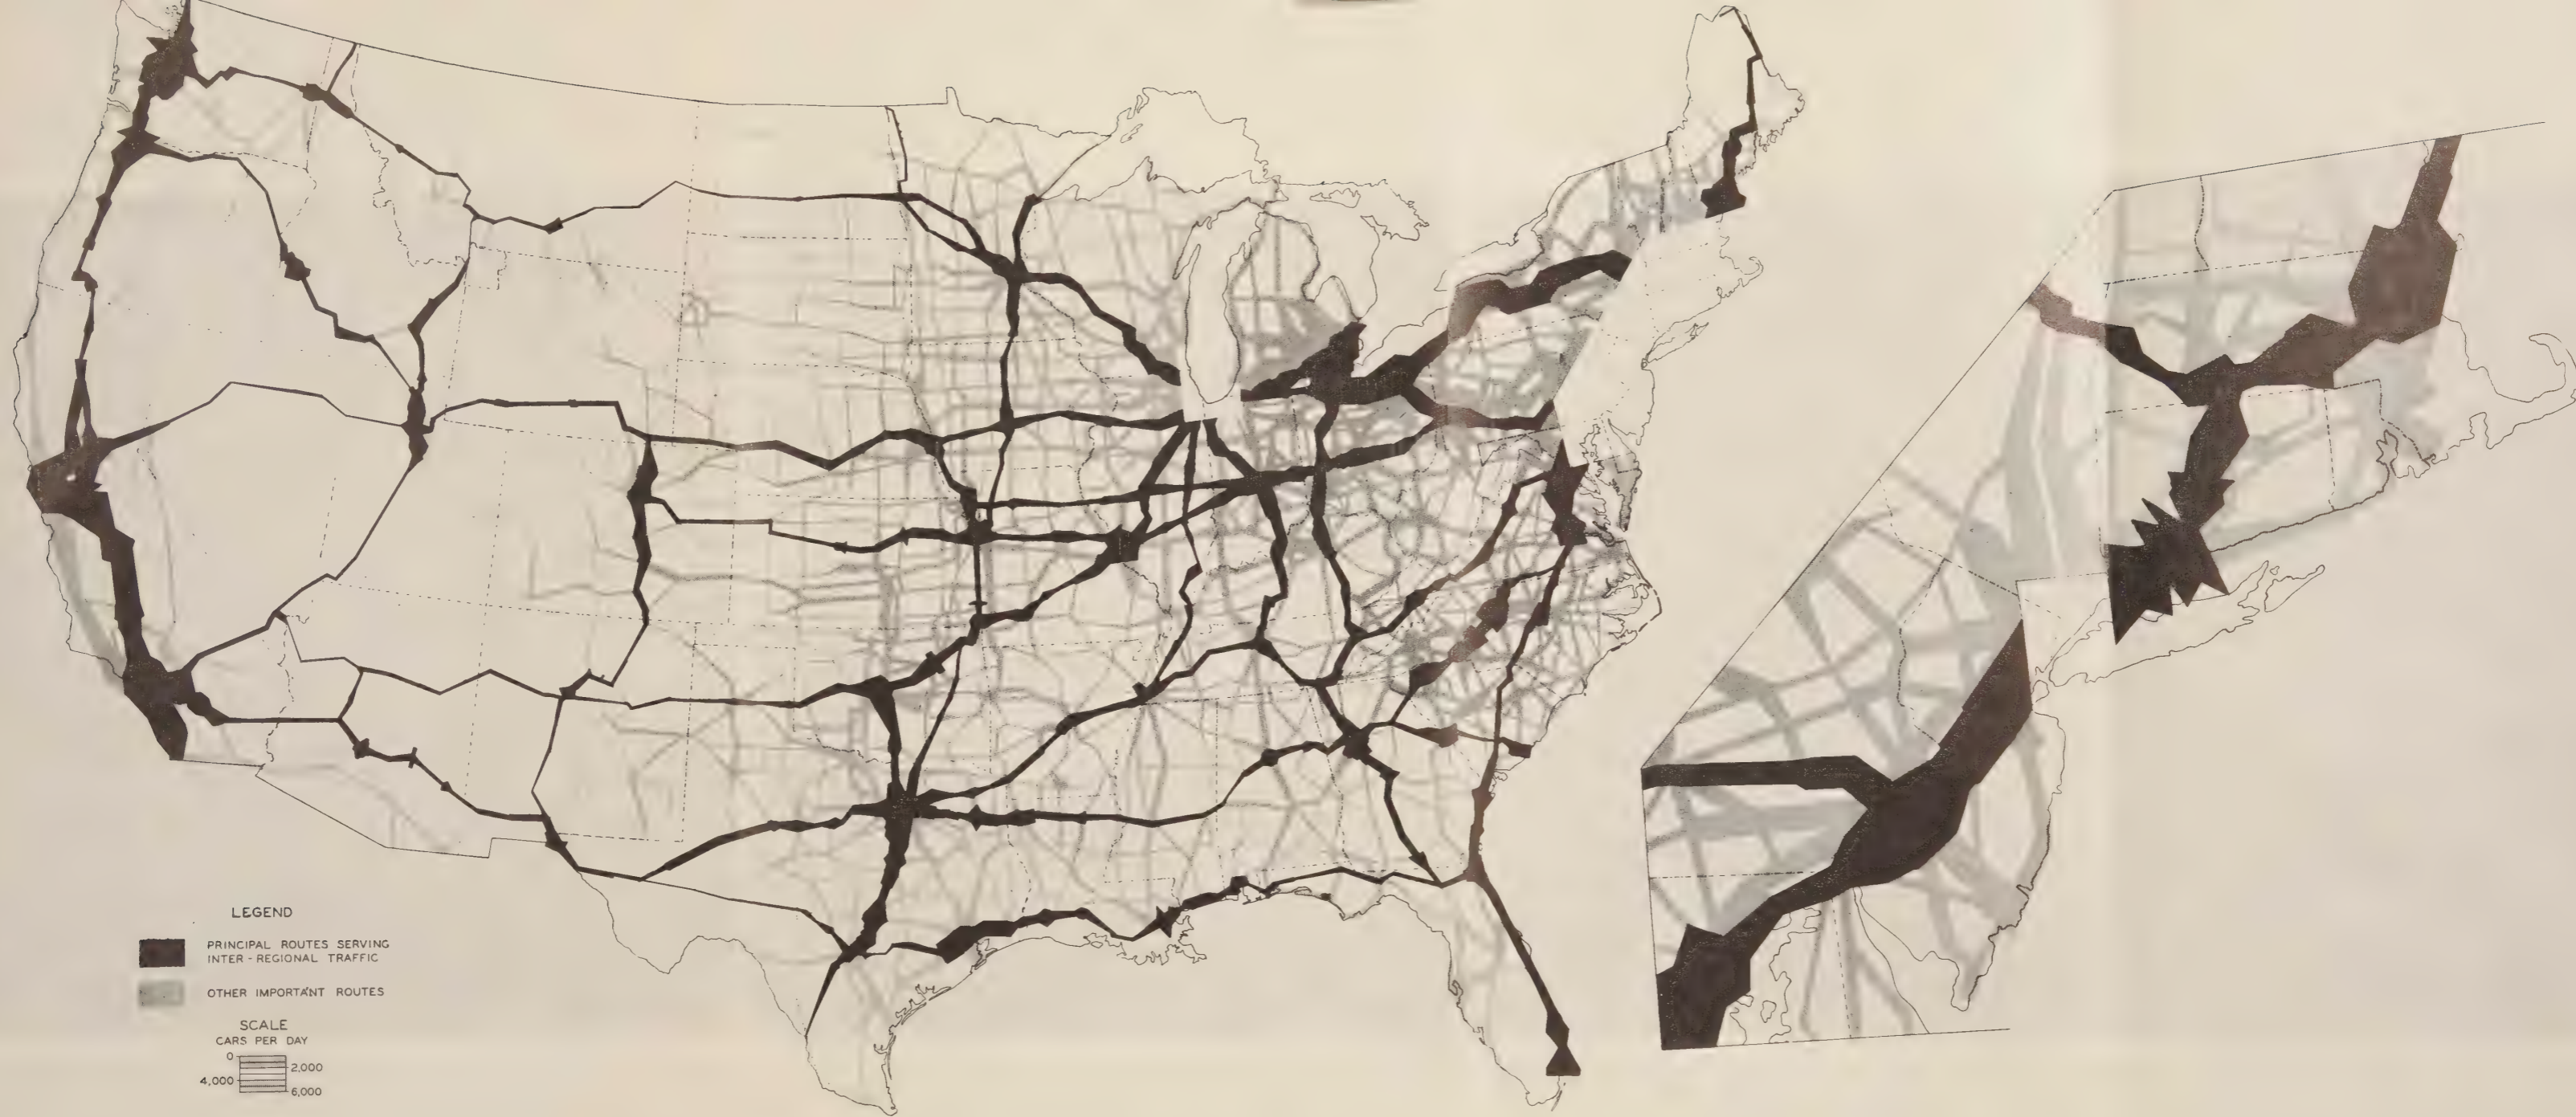 LEGEND
PRINCIPAL ROUTES SERVING
INTER-REGIONAL TRAFFIC
OTHER IMPORTANT ROUTES
SCALE
CARS PER DAY
0
2,000
4,000
6,000